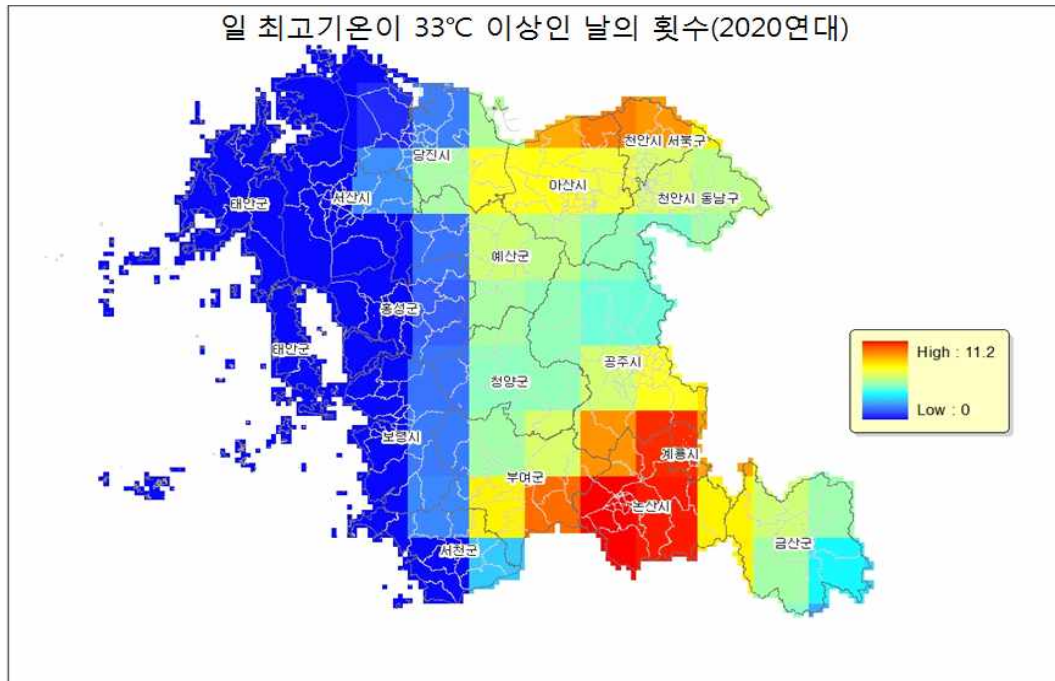 일 최고기온이 33℃ 이상인 날의 횟수(2020연대)
천안시 서북구
당진시
아산시
서산시
천안시 동남구
태안군
예산군
홍성군
태안군
공주시
청양군
보령시
계룡시
부여군
논산시
서천군
금산군
High : 11.2
Low : 0